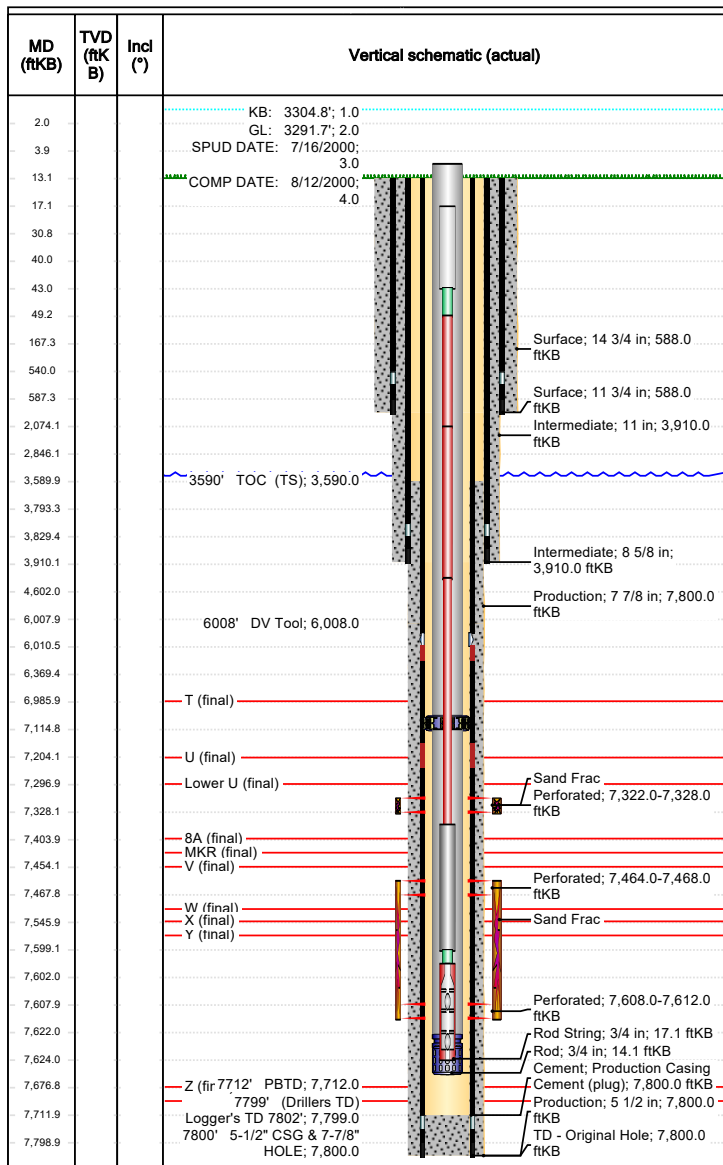 MD
(ftKB)
TVD
(ftK
B)
Incl
(°)
Vertical schematic (actual)
2.0
3.9
13.1
17.1
30.8
40.0
43.0
49.2
167.3
540.0
587.3
2,074.1
2,846.1
3,589.9
3,793.3
3,829.4
3,910.1
4,602.0
6,007.9
6,010.5
6,369.4
6,985.9
7,114.8
7,204.1
7,296.9
7,328.1
7,403.9
7,454.1
7,467.8
7,545.9
7,599.1
7,602.0
7,607.9
7,622.0
7,624.0
7,676.8
7,711.9
7,798.9
KB: 3304.8'; 1.0
GL: 3291.7'; 2.0
SPUD DATE: 7/16/2000;
3.0
COMP DATE: 8/12/2000;
4.0
3590' TOC (TS); 3,590.0
6008' DV Tool; 6,008.0
T (final)
U (final)
Lower U (final)
8A (final)
MKR (final)
V (final)
W (final)
X (final)
Y (final)
Z (fir
7712' PBTD; 7,712.0
7799' (Drillers TD)
Logger's TD 7802'; 7,799.0
7800' 5-1/2" CSG & 7-7/8"
HOLE; 7,800.0
Surface; 14 3/4 in; 588.0
ftKB
Surface; 11 3/4 in; 588.0
ftKB
Intermediate; 11 in; 3,910.0
ftKB
Intermediate; 8 5/8 in;
3,910.0 ftKB
Production; 7 7/8 in; 7,800.0
ftKB
Sand Frac
Perforated; 7,322.0-7,328.0
ftKB
Perforated; 7,464.0-7,468.0
ftKB
Sand Frac
Perforated; 7,608.0-7,612.0
ftKB
Rod String; 3/4 in; 17.1 ftKB
Rod; 3/4 in; 14.1 ftKB
Cement; Production Casing
Cement (plug); 7,800.0 ftKB
Production; 5 1/2 in; 7,800.0
ftKB
TD - Original Hole; 7,800.0
ftKB